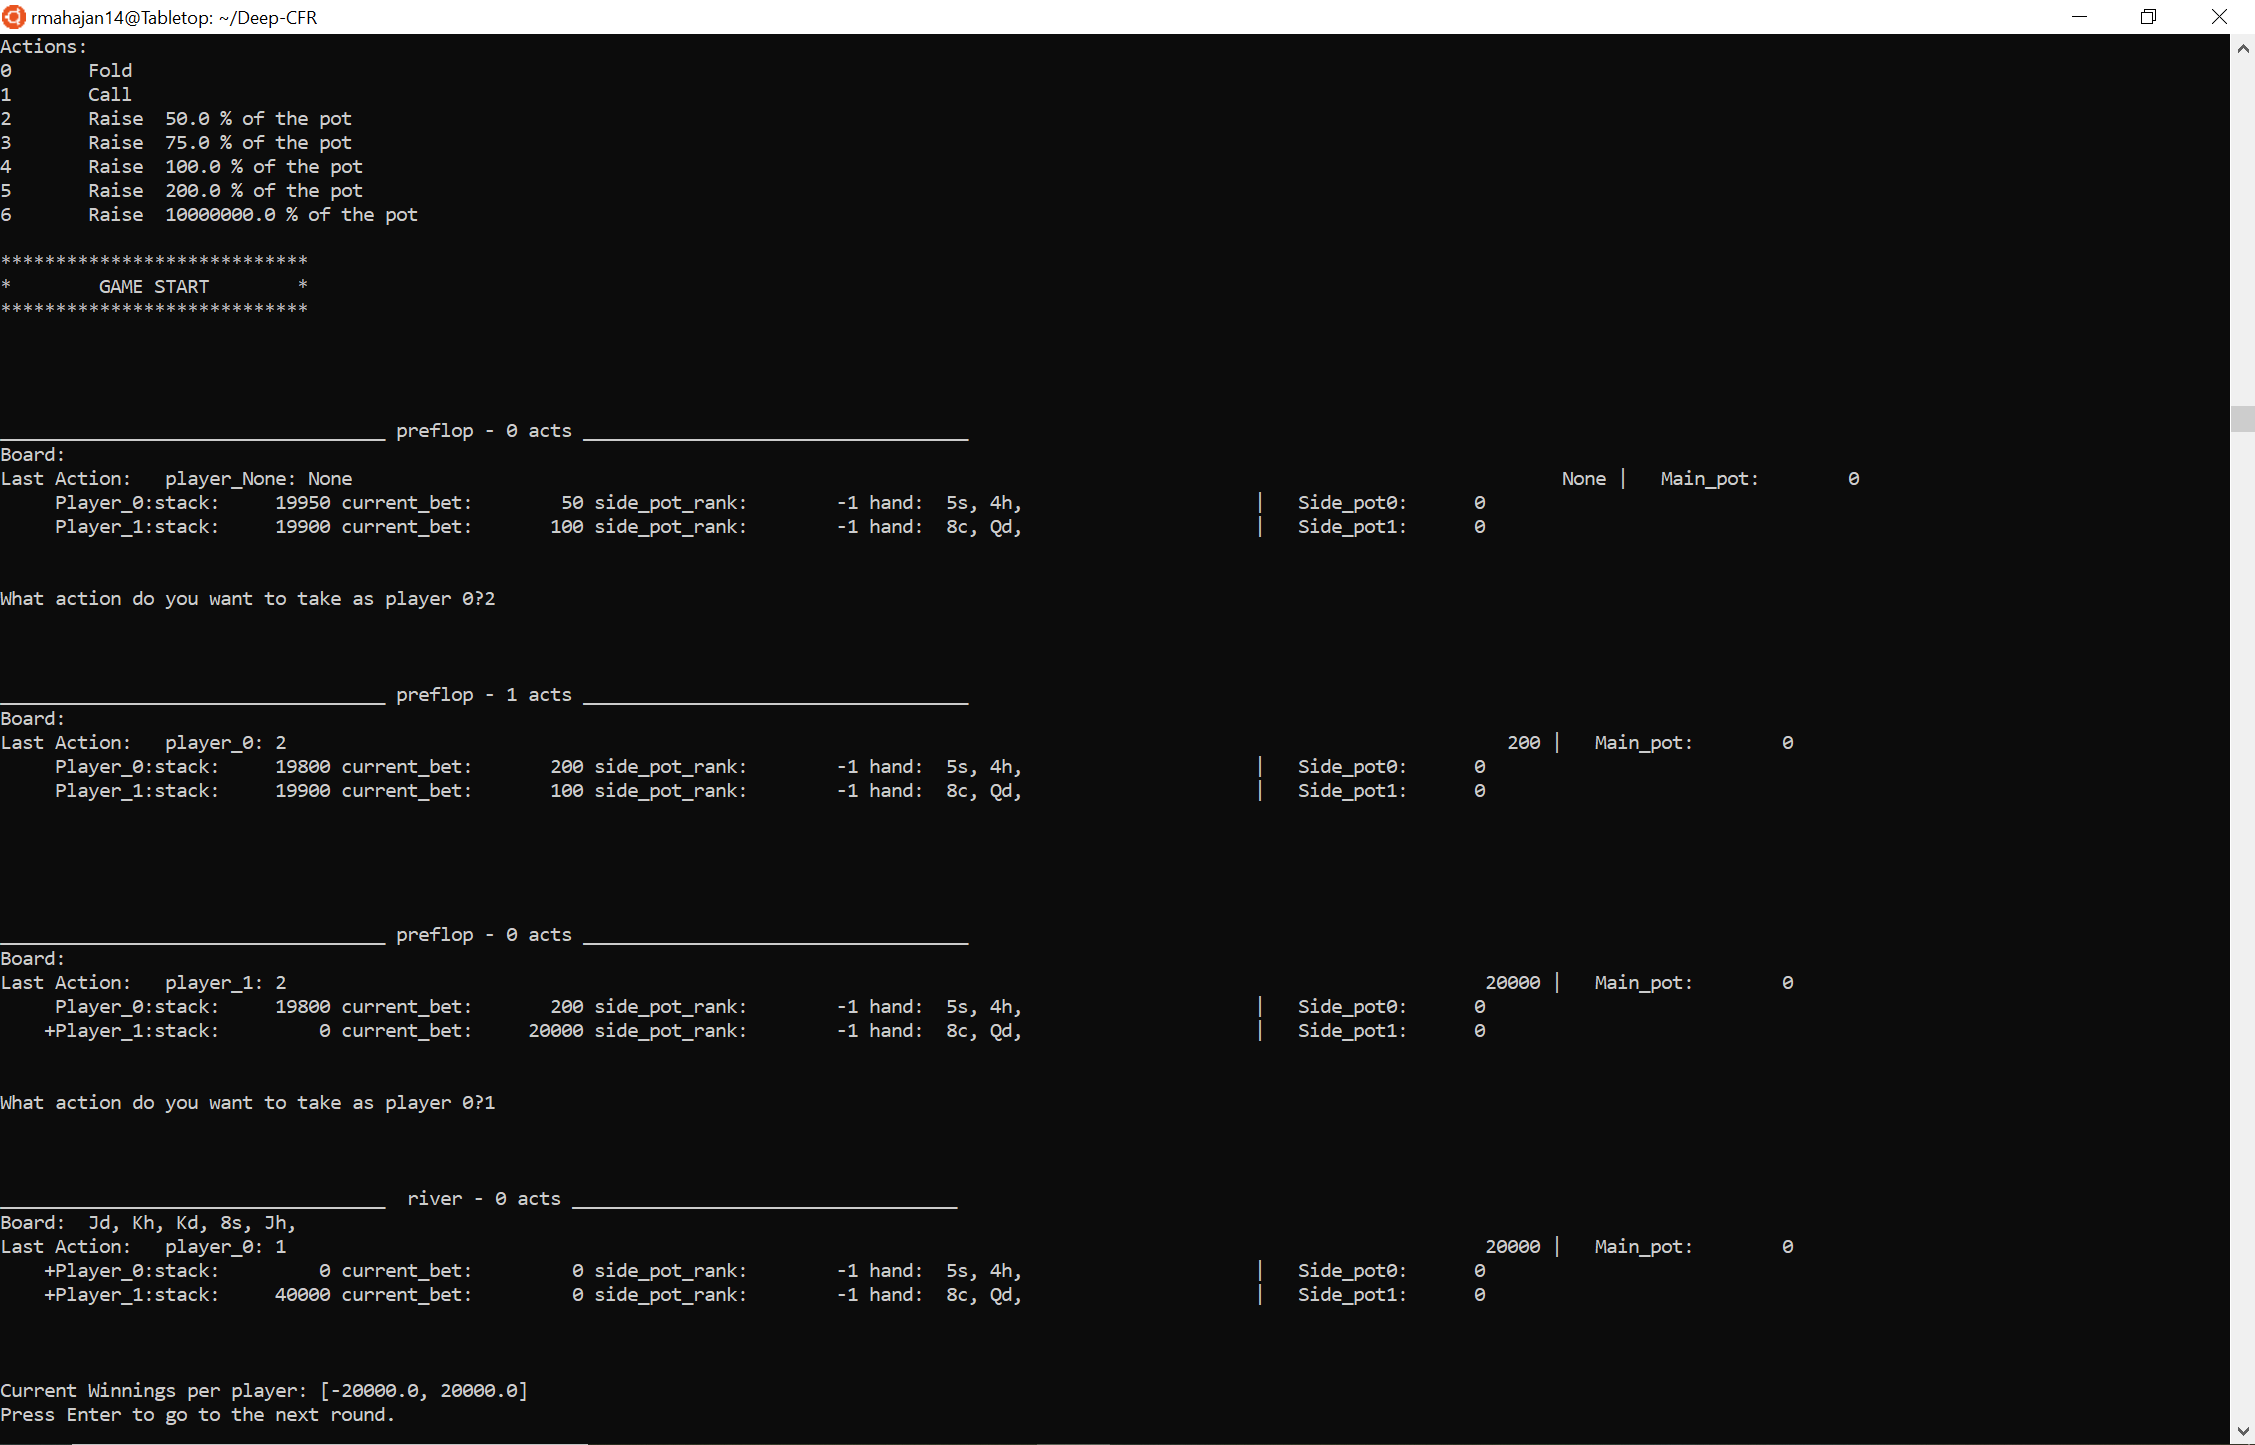 rmahajan14@Tabletop: ~/Deep-CFR
Actions:
0       Fold
1       Call
2       Raise  50.0 % of the pot
3       Raise  75.0 % of the pot
4       Raise  100.0 % of the pot
5       Raise  200.0 % of the pot
6       Raise  10000000.0 % of the pot
****************************
*        GAME START        *
****************************
___________________________________ preflop - 0 acts ___________________________________
Board:
Last Action:   player_None: None                    None |   Main_pot:        0
Player_0:stack:     19950 current_bet:        50 side_pot_rank:        -1 hand:  5s, 4h,        |   Side_pot0:      0
Player_1:stack:     19900 current_bet:       100 side_pot_rank:        -1 hand:  8c, Qd,        |   Side_pot1:      0
What action do you want to take as player 0?2
___________________________________ preflop - 1 acts ___________________________________
Board:
Last Action:   player_0: 2                    200 |   Main_pot:        0
Player_0:stack:     19800 current_bet:       200 side_pot_rank:        -1 hand:  5s, 4h,        |   Side_pot0:      0
Player_1:stack:     19900 current_bet:       100 side_pot_rank:        -1 hand:  8c, Qd,        |   Side_pot1:      0
___________________________________ preflop - 0 acts ___________________________________
Board:
Last Action:   player_1: 2                    20000 |   Main_pot:        0
Player_0:stack:     19800 current_bet:       200 side_pot_rank:        -1 hand:  5s, 4h,        |   Side_pot0:      0
+Player_1:stack:         0 current_bet:     20000 side_pot_rank:        -1 hand:  8c, Qd,        |   Side_pot1:      0
What action do you want to take as player 0?1
___________________________________  river - 0 acts ___________________________________
Board:  Jd, Kh, Kd, 8s, Jh,
Last Action:   player_0: 1                    20000 |   Main_pot:        0
+Player_0:stack:         0 current_bet:         0 side_pot_rank:        -1 hand:  5s, 4h,        |   Side_pot0:      0
+Player_1:stack:     40000 current_bet:         0 side_pot_rank:        -1 hand:  8c, Qd,        |   Side_pot1:      0
Current Winnings per player: [-20000.0, 20000.0]
Press Enter to go to the next round.